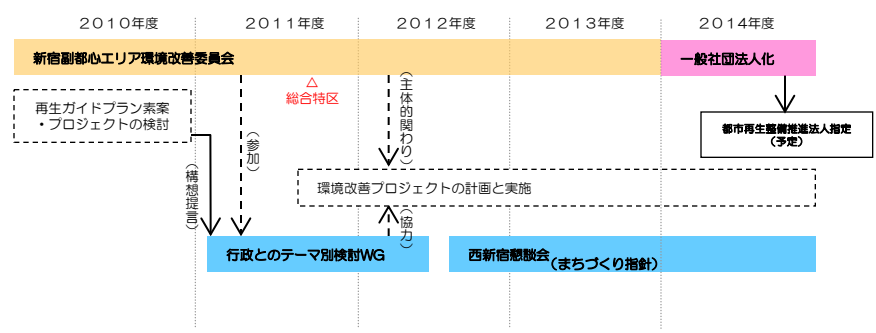 ２０１０年度
２０１１年度
２０１２年度
２０１３年度
２０１４年度
新宿副都心エリア環境改善委員会
一般社団法人化
△
総合特区
再生ガイドプラン素案
・プロジェクトの検討
（参加）
（主体的関わり）
都市再生整備推進法人指定
（予定）
（構想提言）
環境改善プロジェクトの計画と実施
（協力）
行政とのテーマ別検討WG
西新宿懇談会
（まちづくり指針）